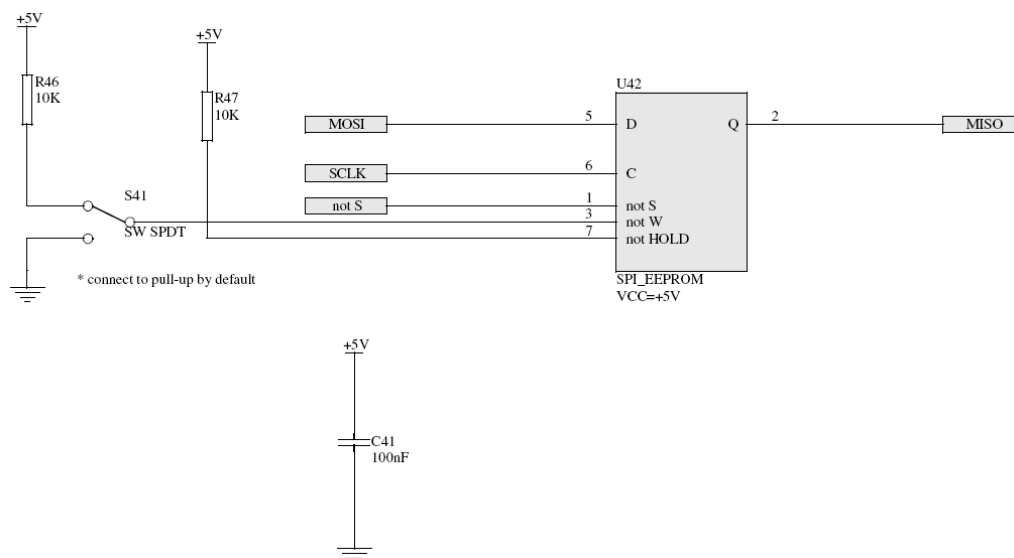 +5V
R46
10K
+5V
R47
10K
S41
SW SPDT
* connect to pull-up by default
MOSI
SCLK
not S
5
6
1
3
7
U42
D
Q
C
not S
not W
not HOLD
SPI_EEPROM
VCC=+5V
2
MISO
+5V
C41
100nF